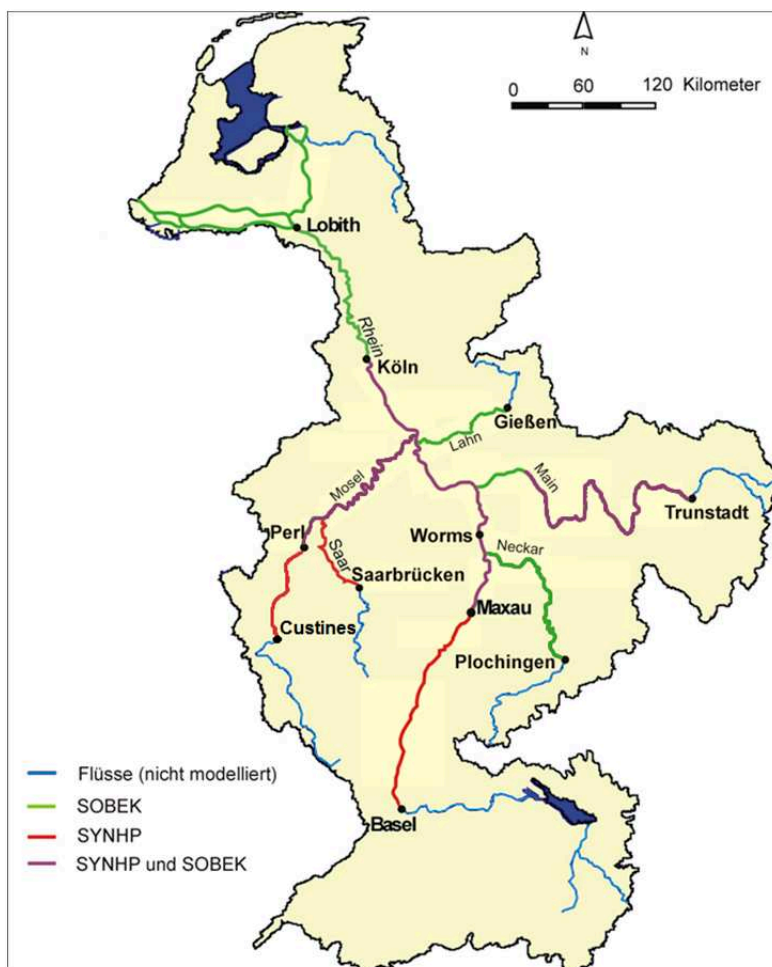 N
0 60 120 Kilometer
Lobith
Rhein
Köln
Gießen
Lahn
Main
Mosel
Trunstadt
Perl
Worms
Neckar
Saar
Saarbrücken
Maxau
Custines
Plochingen
Flüsse (nicht modelliert)
SOBEK
SYNHP
Basel
SYNHP und SOBEK